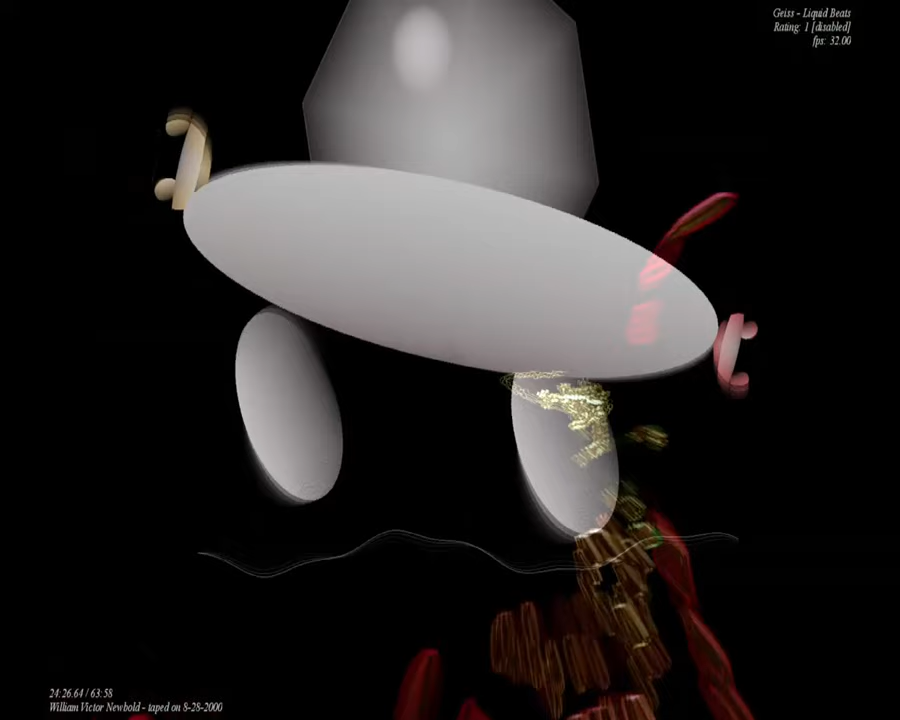 Geiss - Liquid Beats
Rating: 1 [disabled]
fps: 32.00
24:26.64 / 63:58
William Victor Newbold - taped on 8-28-2000